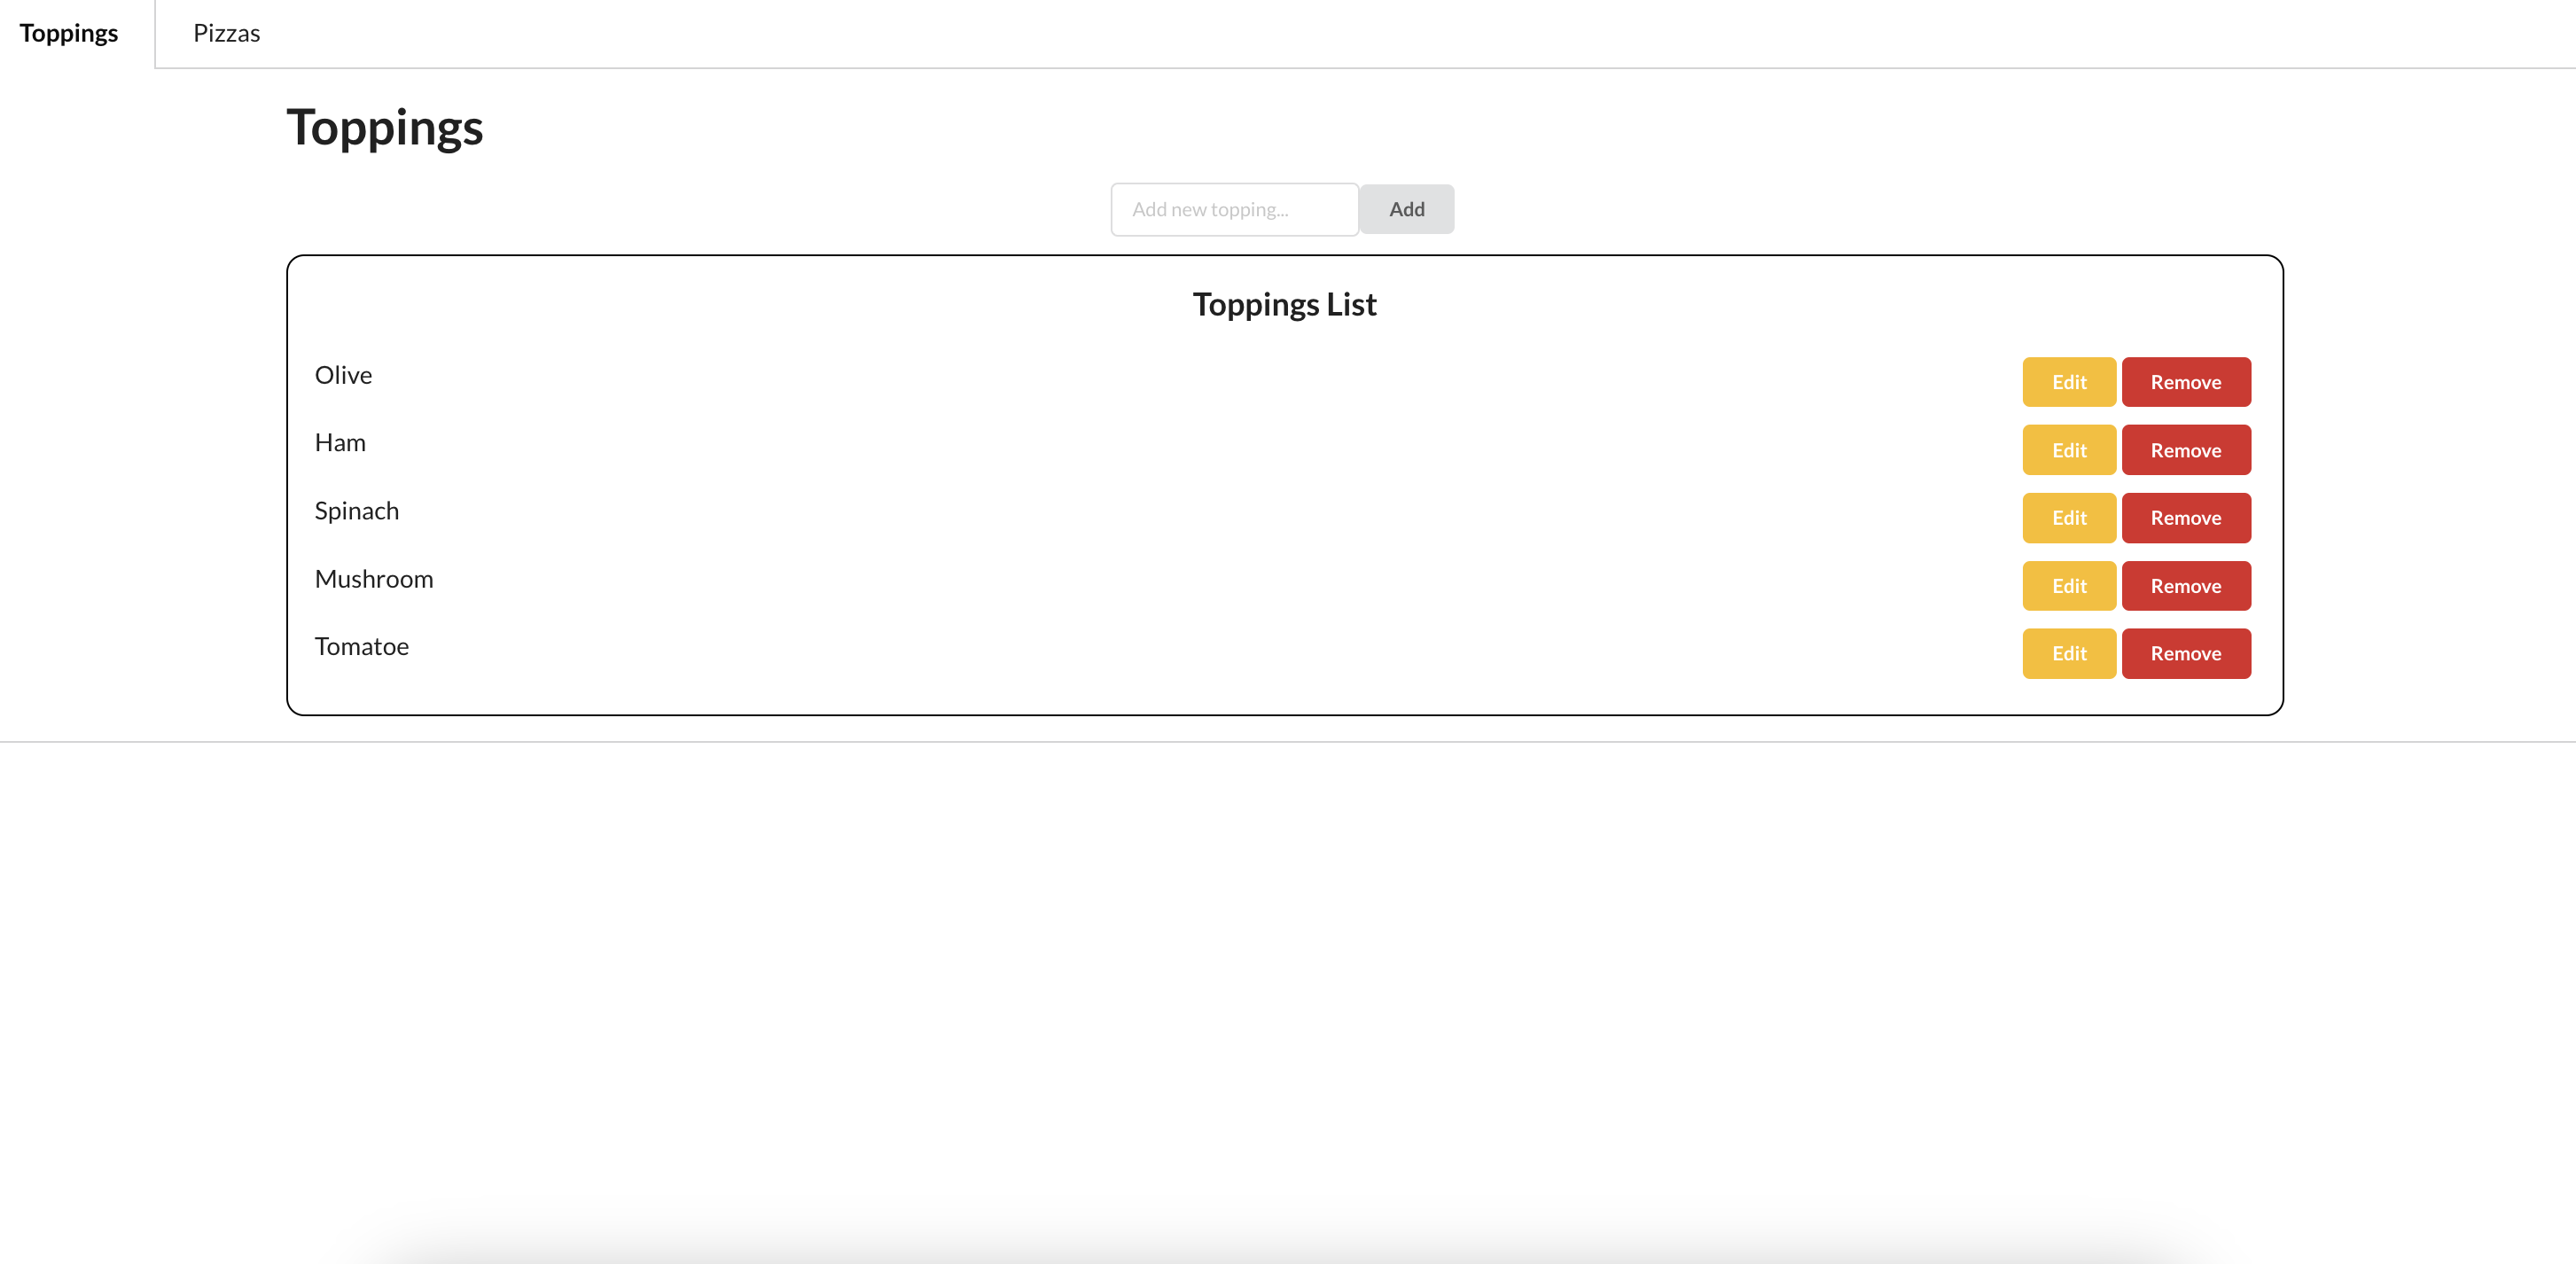 Toppings Pizzas
Toppings
Add new topping... Add
Toppings List
Olive Edit Remove
Ham Edit Remove
Spinach Edit Remove
Mushroom Edit Remove
Tomatoe Edit Remove